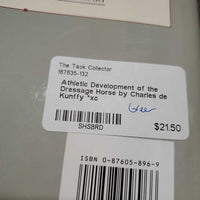 The Tack Collector
187635-132
Athletic Development of the
Dressage Horse by Charles de
Kunffy *xc
SHSBRD
$21.50
ISBN 0-87605-896-9